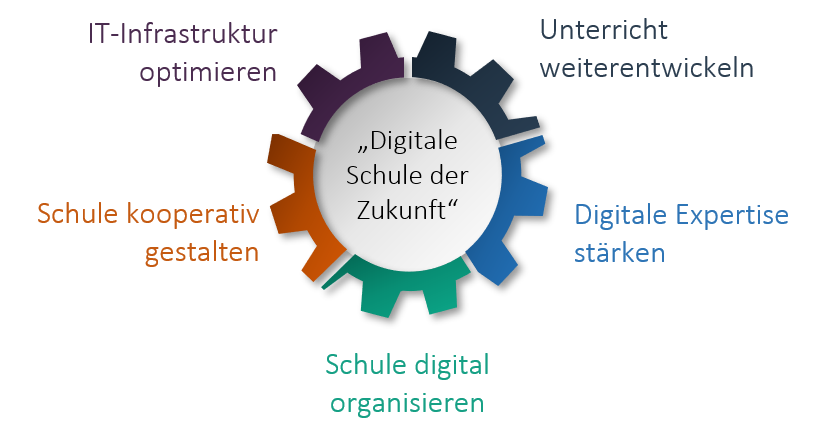 IT-Infrastruktur
optimieren
Unterricht
weiterentwickeln
„Digitale
Schule der
Zukunft“
Schule kooperativ
gestalten
Digitale Expertise
stärken
Schule digital
organisieren